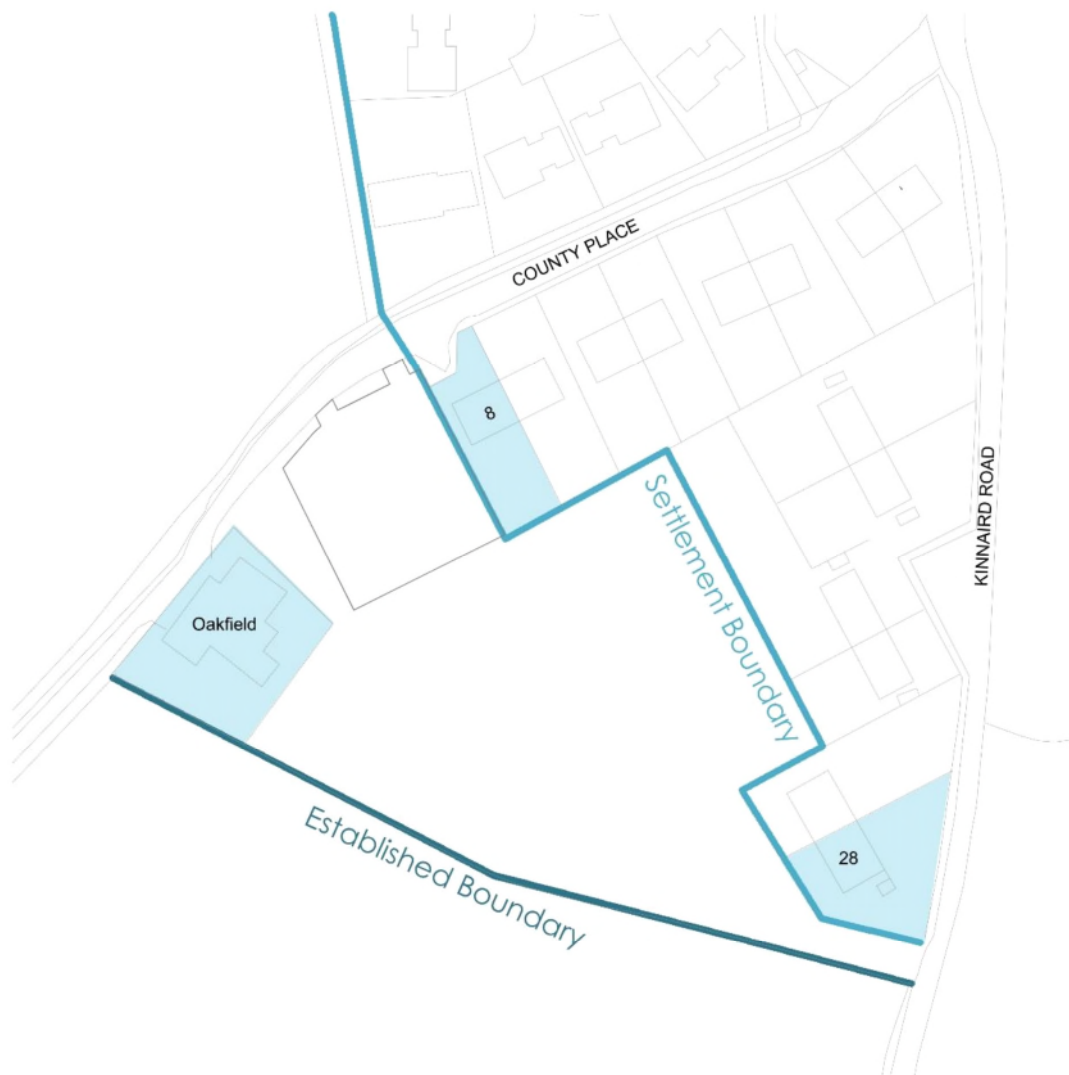 COUNTY PLACE
8
Settlement Boundary
KINNAIRD ROAD
Oakfield
28
Established Boundary